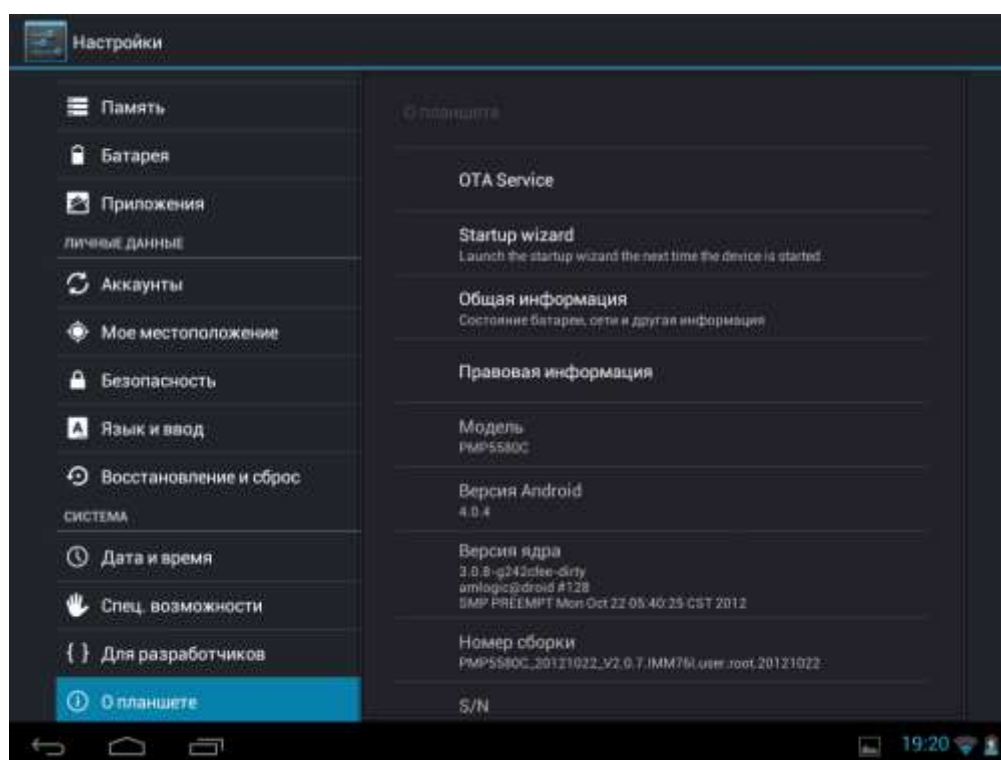 Настройки
Память
Батарея
Приложения
ЛИЧНЫЕ ДАННЫЕ
Аккаунты
Мое местоположение
Безопасность
Язык и ввод
Восстановление и сброс
СИСТЕМА
Дата и время
Спец. возможности
Для разработчиков
О планшете
О планшете
OTA Service
Startup wizard
Launch the startup wizard the next time the device is started
Общая информация
Состояние батареи, сети и другая информация
Правовая информация
Модель
PMP5580C
Версия Android
4.0.4
Версия ядра
3.0.8-g242cfee-dirty
amlogic@droid #128
SMP PREEMPT Mon Oct 22 05:40:25 CST 2012
Номер сборки
PMP5580C_20121022_V2.0.7.IMM76I.user.root.20121022
S/N
19:20